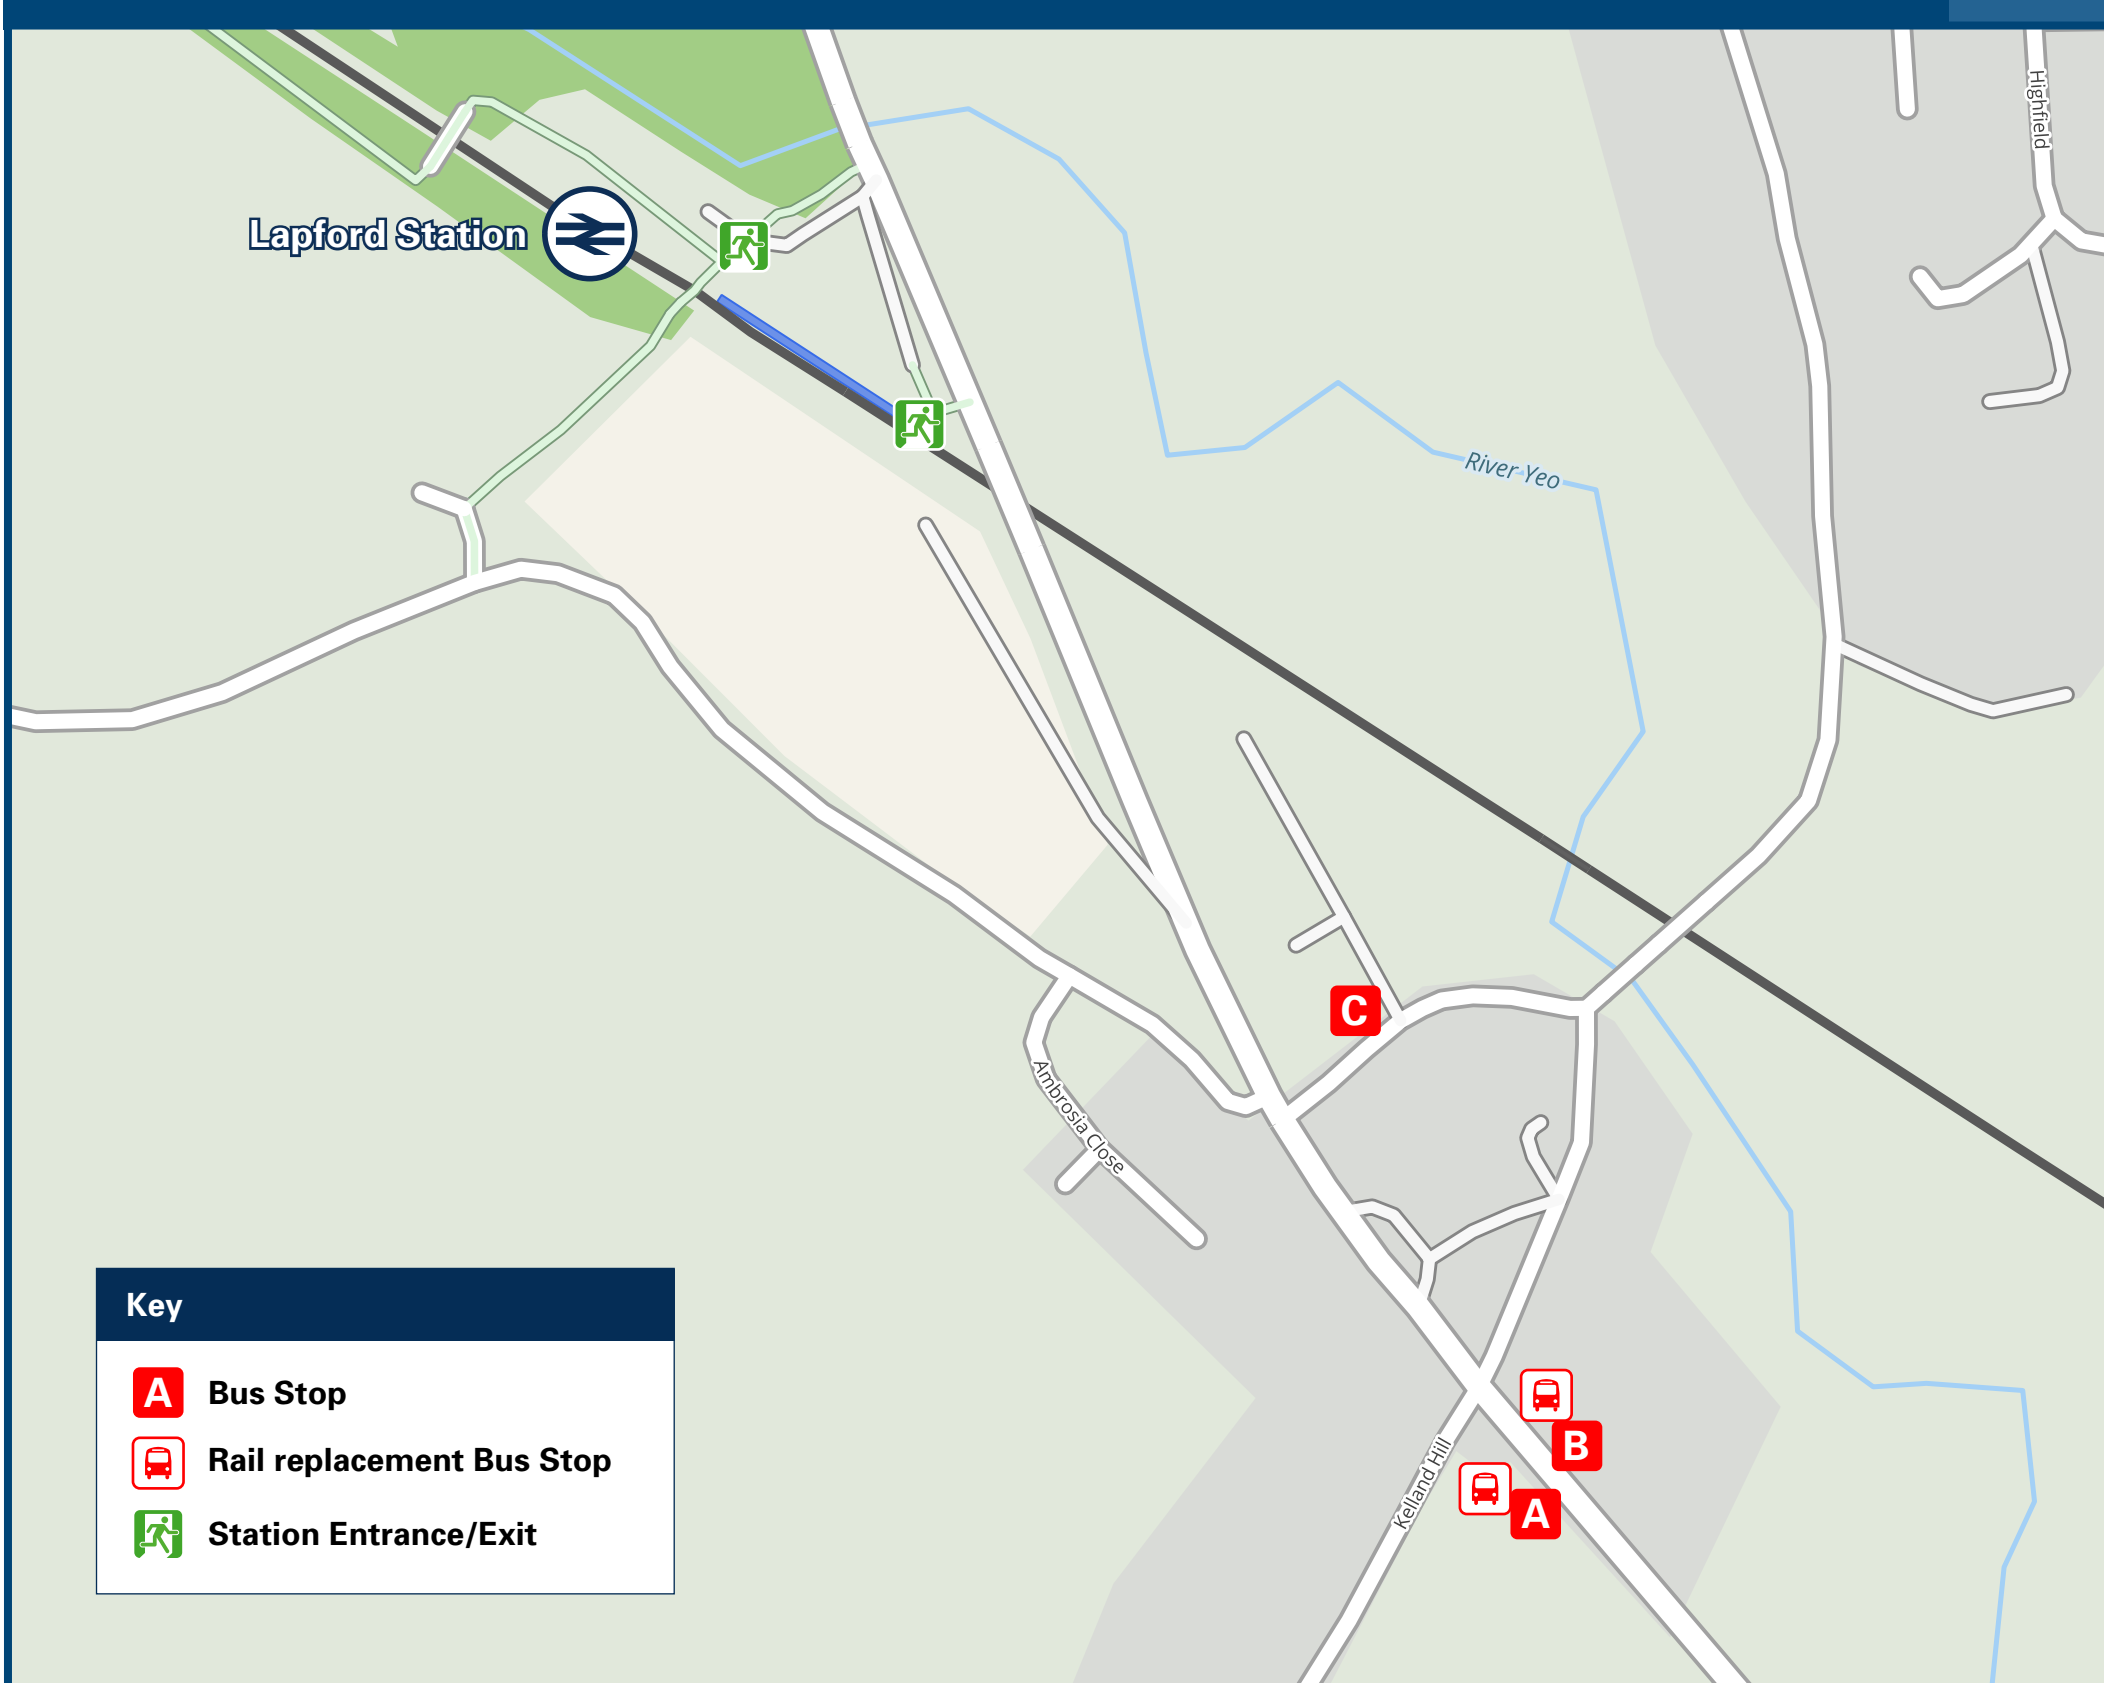 Highfield
Lapford Station
River Yeo
C
Ambrosia Close
Key
A Bus Stop
Rail replacement Bus Stop
Station Entrance/Exit
B
Kelland Hill
A